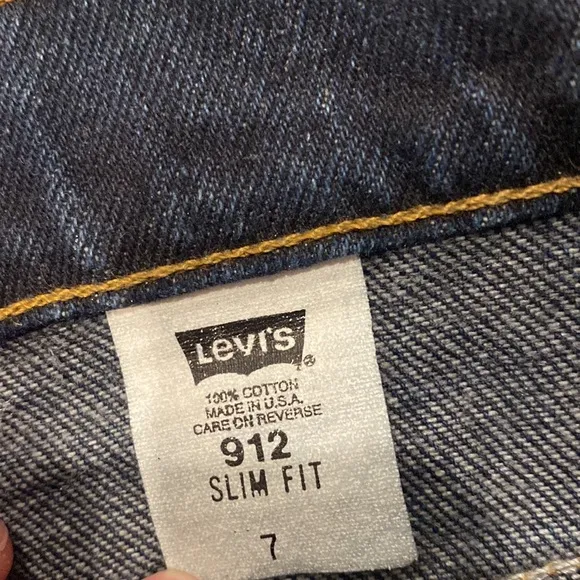 Levi's ®
100% COTTON
MADE IN U.S.A.
CARE ON REVERSE
912
SLIM FIT
7